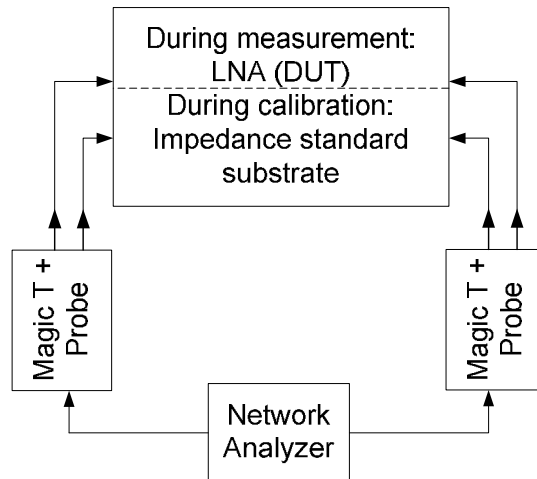 During measurement:
LNA (DUT)
During calibration:
Impedance standard
substrate
Magic T +
Probe
Magic T +
Probe
Network
Analyzer